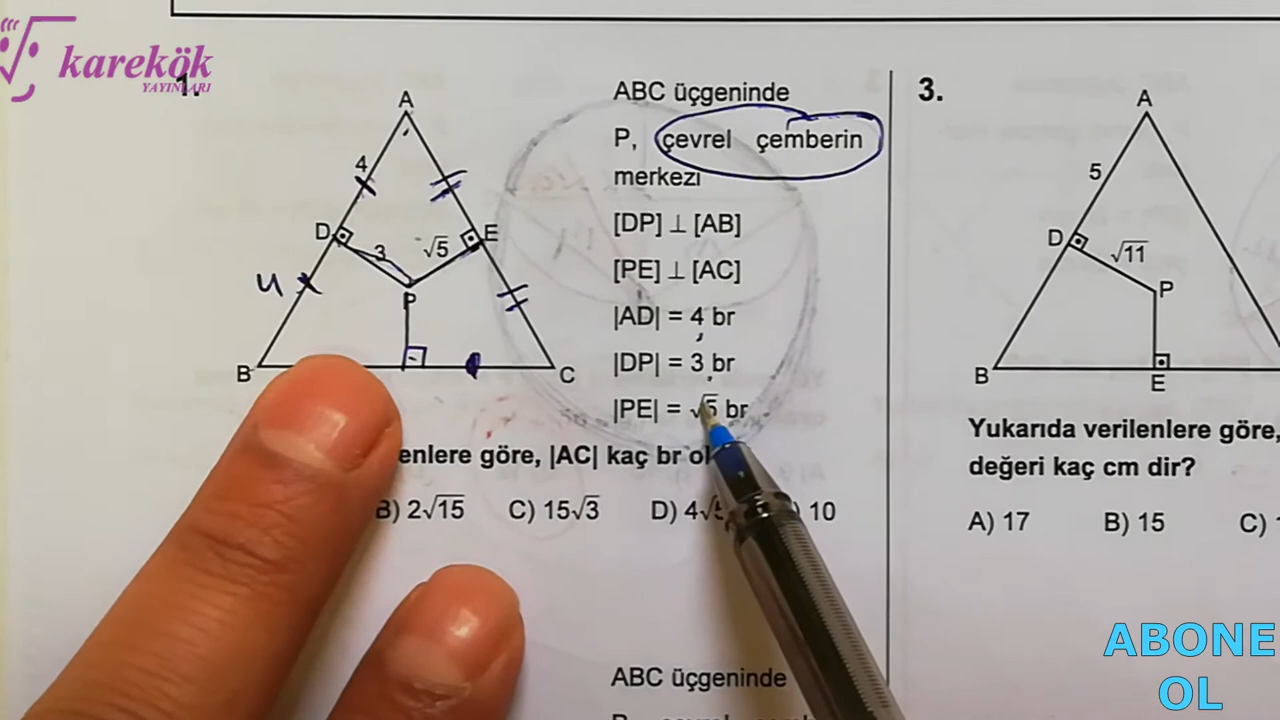 karekök
YAYINLARI
1.
A
4
D
3
√5
E
4
P
B
C
ABC üçgeninde
P, çevrel çemberin
merkezi
[DP] ⊥ [AB]
[PE] ⊥ [AC]
|AD| = 4 br
|DP| = 3 br
|PE| = √5 br
enlere göre, |AC| kaç br
B) 2√15 C) 15√3 D) 4√5 10
ABC üçgeninde
3.
A
5
D
√11
P
B
E
Yukarıda verilenlere göre,
değeri kaç cm dir?
A) 17 B) 15 C)
ABONE
OL